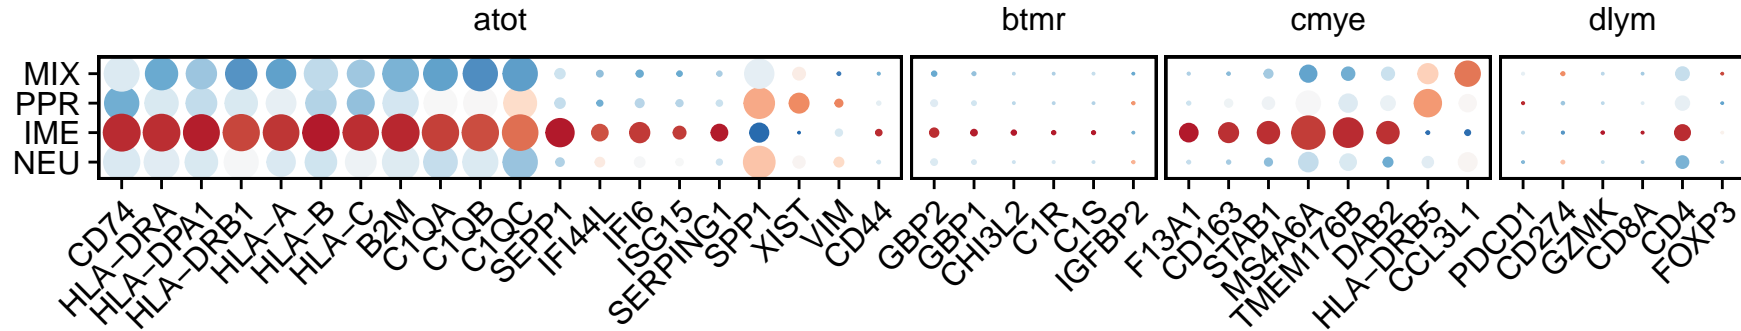 atot btmr cmye dlym
MIX
PPR
IME
NEU
CD74 HLA−DRA HLA−DPA1 HLA−DRB1 HLA−A HLA−B HLA−C B2M C1QA C1QB C1QC SEPP1 IFI44L IFI6 ISG15 SERPING1 SPP1 XIST VIM CD44 GBP2 GBP1 CHI3L2 C1R C1S IGFBP2 F13A1 CD163 STAB1 MS4A6A TMEM176B DAB2 HLA−DRB5 CCL3L1 PDCD1 CD274 GZMK CD8A CD4 FOXP3